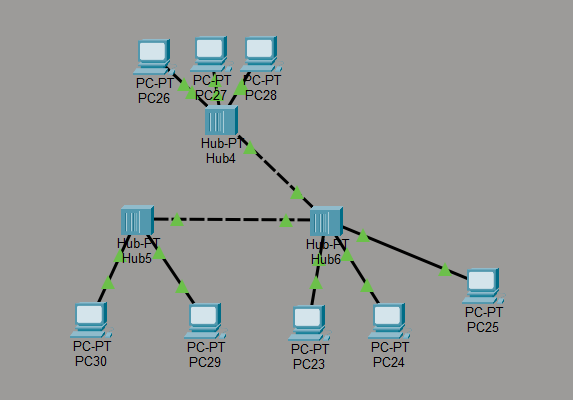 PC-PT
PC26
PC-PT
PC27
PC-PT
PC28
Hub-PT
Hub4
Hub-PT
Hub5
Hub-PT
Hub6
PC-PT
PC25
PC-PT
PC30
PC-PT
PC29
PC-PT
PC23
PC-PT
PC24